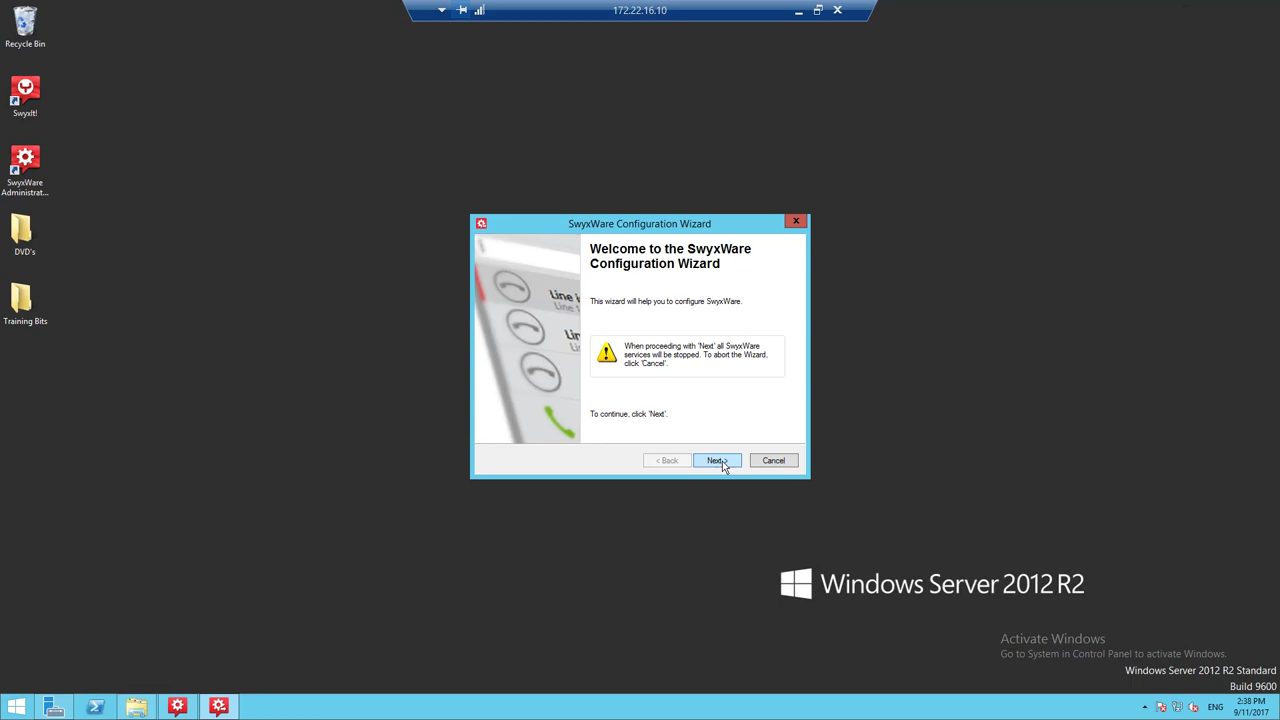 172.22.16.10
Recycle Bin
SwyxIt!
SwyxWare
Administrat...
DVD's
Training Bits
SwyxWare Configuration Wizard
x
Line
Line
Welcome to the SwyxWare
Configuration Wizard
This wizard will help you to configure SwyxWare.
When proceeding with 'Next' all SwyxWare
services will be stopped. To abort the Wizard,
click 'Cancel'.
To continue, click 'Next'.
< Back
Next >
Cancel
Windows Server 2012 R2
Activate Windows
Go to System in Control Panel to activate Windows.
Windows Server 2012 R2 Standard
Build 9600
ENG
2:38 PM
9/11/2017